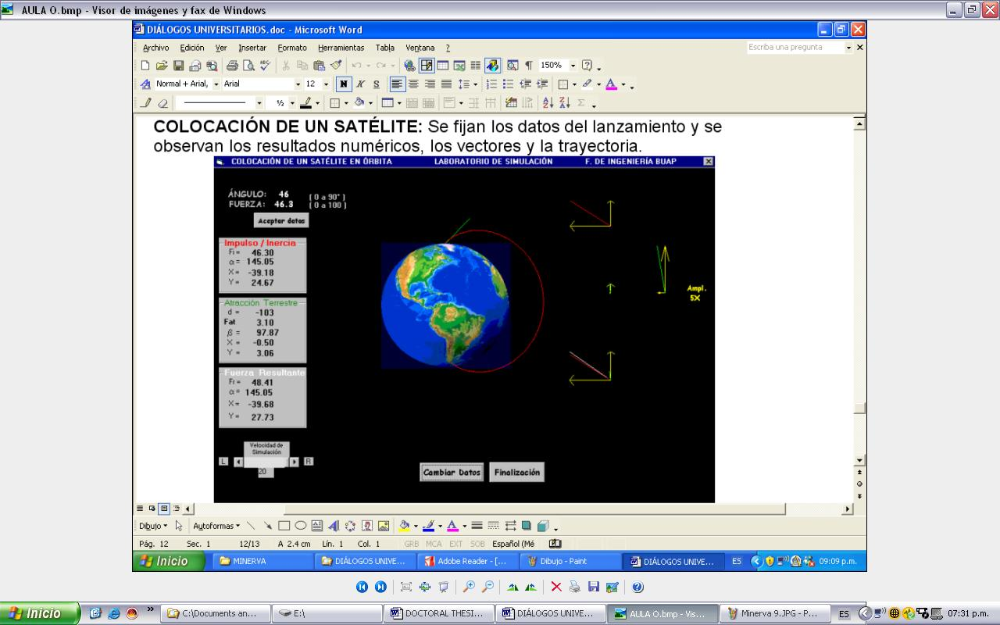 AULA O.bmp - Visor de imágenes y fax de Windows
DIÁLOGOS UNIVERSITARIOS.doc - Microsoft Word
Archivo Edición Ver Insertar Formato Herramientas Tabla Ventana ? Escriba una pregunta
150%
Normal + Arial, Arial 12 N K S
½
COLOCACIÓN DE UN SATÉLITE: Se fijan los datos del lanzamiento y se
observan los resultados numéricos, los vectores y la trayectoria.
COLOCACIÓN DE UN SATÉLITE EN ÓRBITA LABORATORIO DE SIMULACIÓN F. DE INGENIERÍA BUAP
ÁNGULO: 46 ( 0 a 90° )
FUERZA: 46.3 ( 0 a 100 )
Aceptar datos
Impulso / Inercia
Fi = 46.30
α = 145.05
X = -39.18
Y = 24.67
Atracción Terrestre
d = -103
Fat 3.10
β = 97.87
X = -0.50
Y = 3.06
Fuerza Resultante
Fr = 48.41
α = 145.05
X = -39.68
Y = 27.73
Ampl.
5X
Velocidad de
Simulación
L R
20
Cambiar Datos Finalización
Dibujo Autoformas
Pág. 12 Sec. 1 12/13 A 2.4 cm Lín. 1 Col. 1 GRB MCA EXT SOB Español (Mé
Inicio MINERVA DIÁLOGOS UNIVE... Adobe Reader - [... Dibujo - Paint DIÁLOGOS UNIVE... ES 09:09 p.m.
Inicio C:\Documents an... E:\ DOCTORAL THESI... DIÁLOGOS UNIVE... AULA O.bmp - Vis... Minerva 9.JPG - P... ES 07:31 p.m.